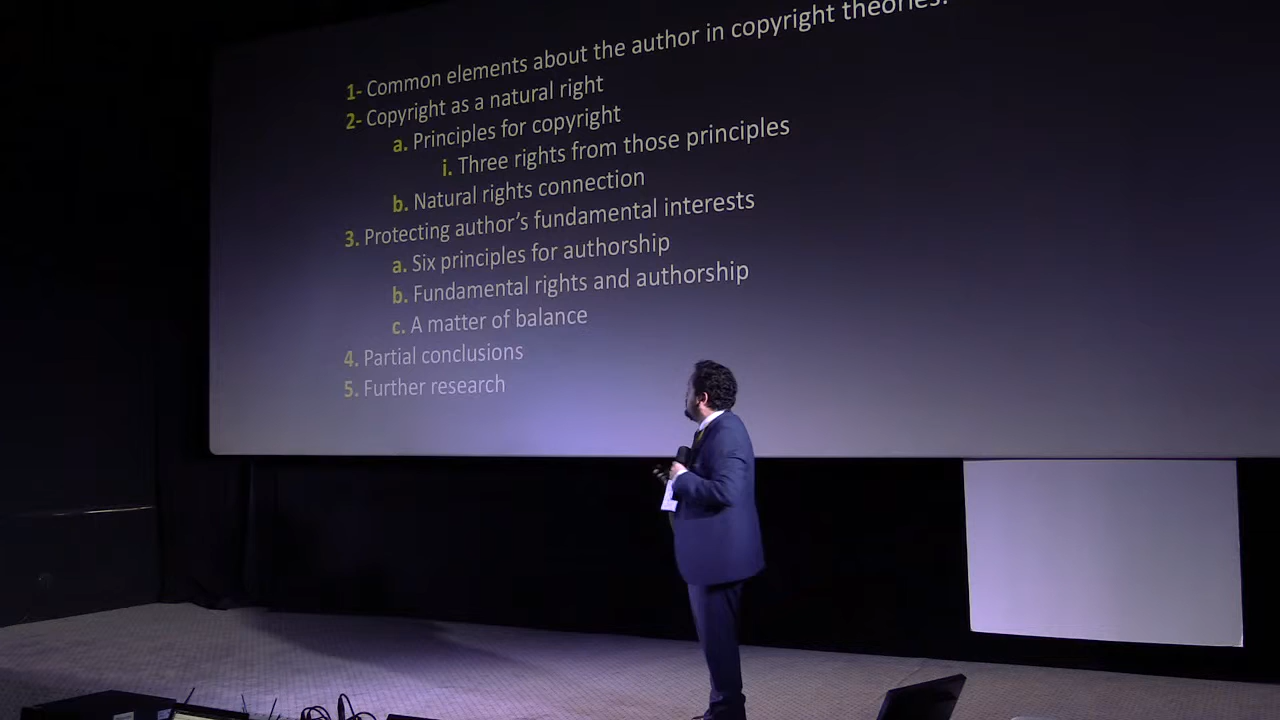 1- Common elements about the author in copyright theories.
2- Copyright as a natural right
a. Principles for copyright
i. Three rights from those principles
b. Natural rights connection
3. Protecting author's fundamental interests
a. Six principles for authorship
b. Fundamental rights and authorship
c. A matter of balance
4. Partial conclusions
5. Further research